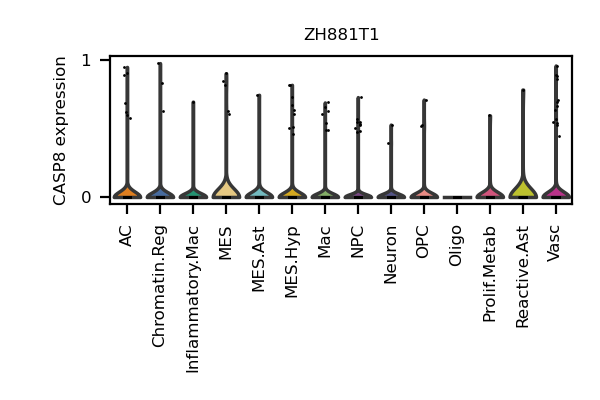 ZH881T1
CASP8 expression
1
0
AC
Chromatin.Reg
Inflammatory.Mac
MES
MES.Ast
MES.Hyp
Mac
NPC
Neuron
OPC
Oligo
Prolif.Metab
Reactive.Ast
Vasc